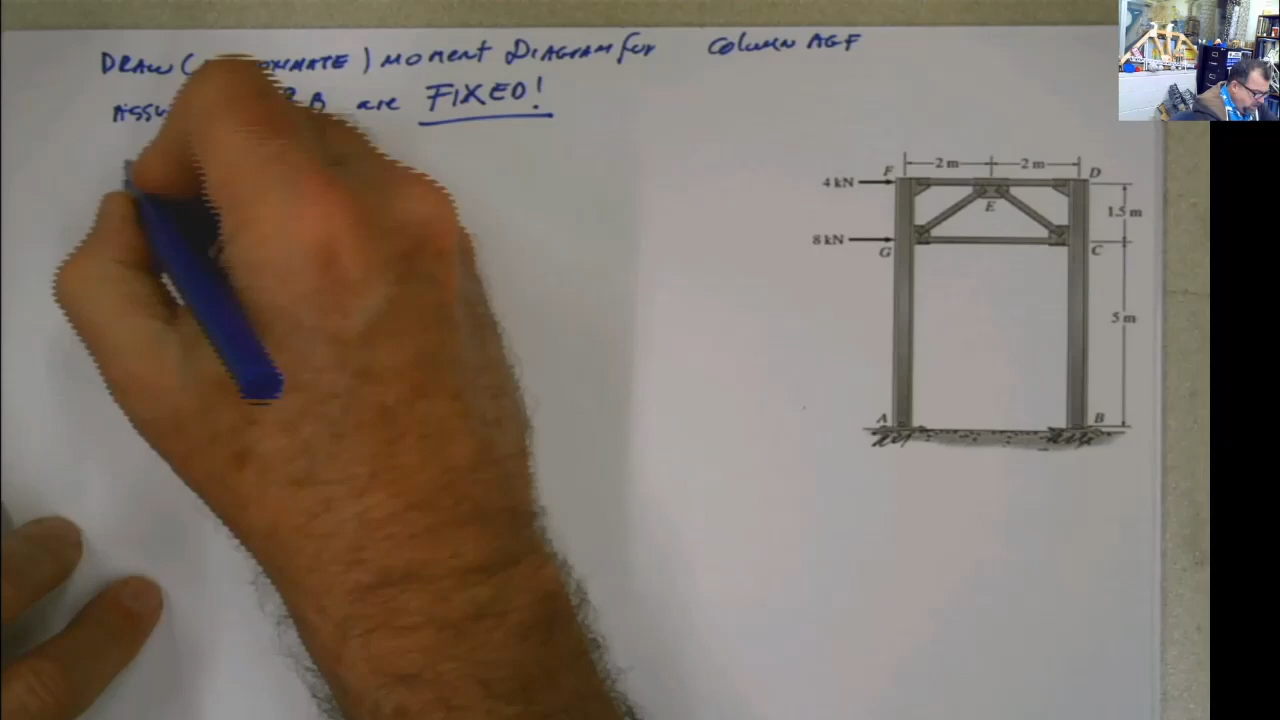 DRAW ( ) MOMENT DIAGRAM for Column AGF
B are FIXED!
2 m 2 m
F D
4 kN
E 1.5 m
8 kN
G C
5 m
A B